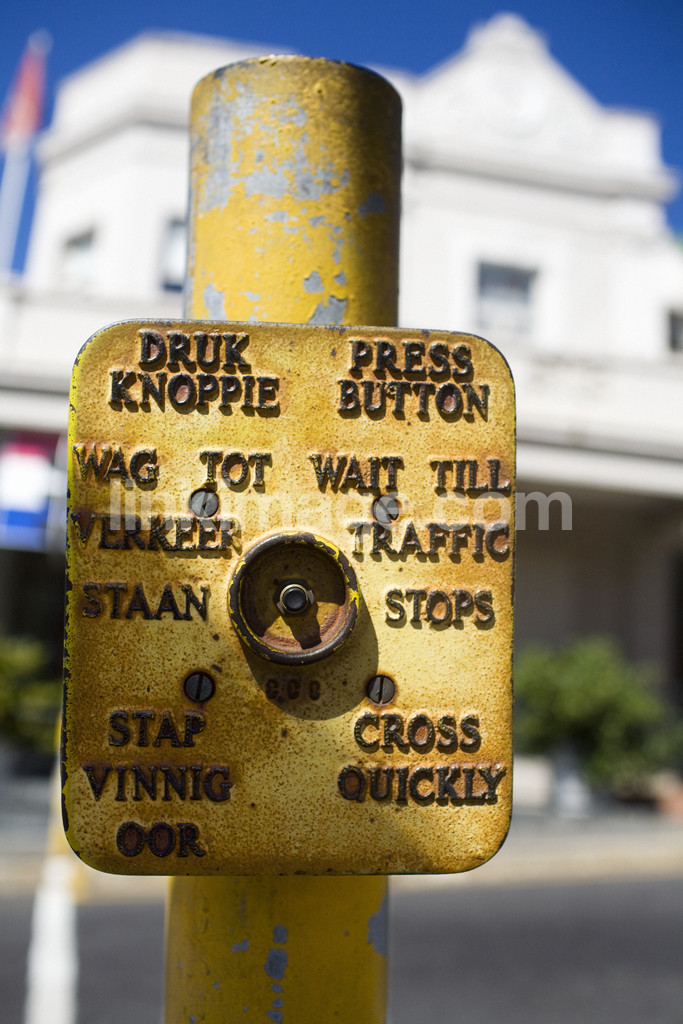 DRUK
KNOPPIE
WAG TOT
VERKEER
STAAN
STAP
VINNIG
OOR
PRESS
BUTTON
WAIT TILL
TRAFFIC
STOPS
CROSS
QUICKLY